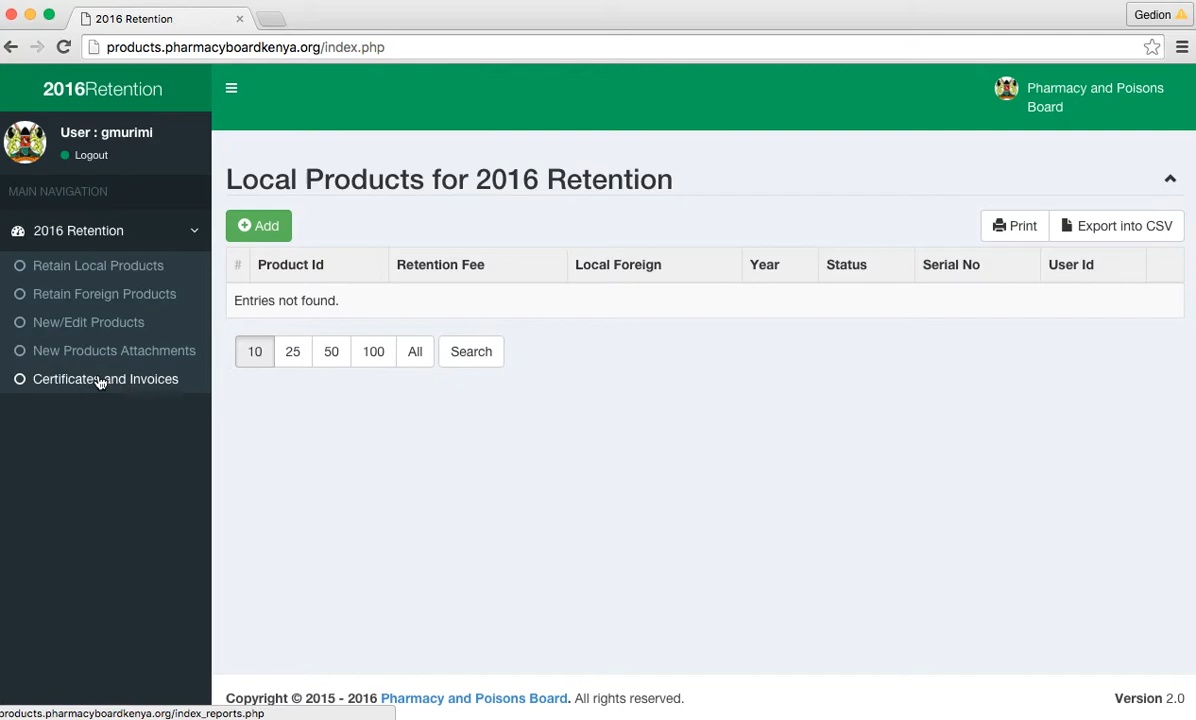 2016 Retention
Gedion
products.pharmacyboardkenya.org/index.php
2016Retention
Pharmacy and Poisons
Board
User : gmurimi
Logout
MAIN NAVIGATION
2016 Retention
Retain Local Products
Retain Foreign Products
New/Edit Products
New Products Attachments
Certificates and Invoices
Local Products for 2016 Retention
Add
Print
Export into CSV
# Product Id Retention Fee Local Foreign Year Status Serial No User Id
Entries not found.
10 25 50 100 All Search
Copyright © 2015 - 2016 Pharmacy and Poisons Board. All rights reserved.
Version 2.0
products.pharmacyboardkenya.org/index_reports.php